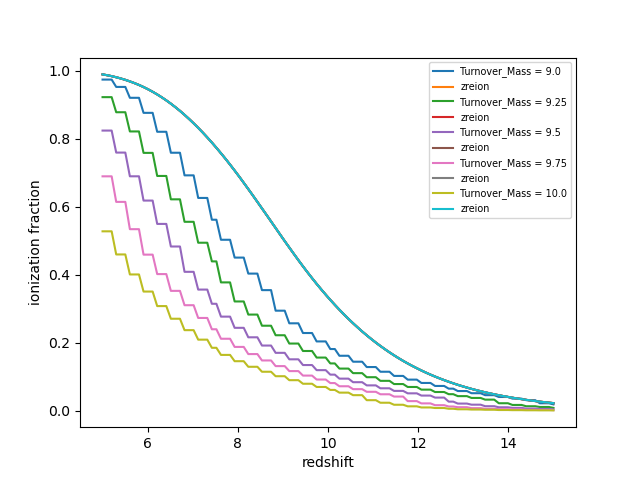 1.0
0.8
0.6
0.4
0.2
0.0
ionization fraction
6
8
10
12
14
redshift
Turnover_Mass = 9.0
zreion
Turnover_Mass = 9.25
zreion
Turnover_Mass = 9.5
zreion
Turnover_Mass = 9.75
zreion
Turnover_Mass = 10.0
zreion